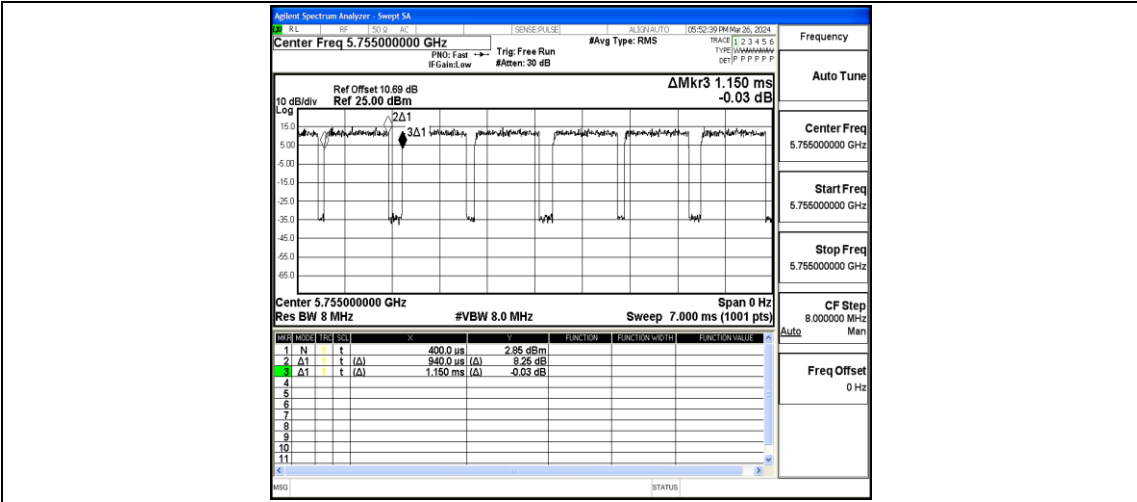 Agilent Spectrum Analyzer - Swept SA
RL RF 50 Ω AC SENSE:PULSE ALIGN AUTO 05:52:39 PM Mar 26, 2024
Center Freq 5.755000000 GHz
#Avg Type: RMS
TRACE 1 2 3 4 5 6
PNO: Fast
Trig: Free Run
TYPE
IFGain:Low
#Atten: 30 dB
DET P P P P P P
Frequency
ΔMkr3 1.150 ms
-0.03 dB
Ref Offset 10.69 dB
10 dB/div Ref 25.00 dBm
Log
2Δ1
3Δ1
15.0
5.00
-5.00
-15.0
-25.0
-35.0
-45.0
-55.0
-65.0
Center 5.755000000 GHz Span 0 Hz
Res BW 8 MHz #VBW 8.0 MHz Sweep 7.000 ms (1001 pts)
MKR MODE TRC SCL X Y FUNCTION FUNCTION WIDTH FUNCTION VALUE
1 N 1 t 400.0 µs 2.85 dBm
2 Δ1 1 t (Δ) 940.0 µs (Δ) 8.25 dB
3 Δ1 1 t (Δ) 1.150 ms (Δ) -0.03 dB
4
5
6
7
8
9
10
11
MSG STATUS
Auto Tune
Center Freq
5.755000000 GHz
Start Freq
5.755000000 GHz
Stop Freq
5.755000000 GHz
CF Step
8.000000 MHz
Auto Man
Freq Offset
0 Hz